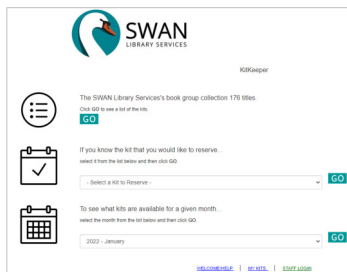 SWAN
LIBRARY SERVICES
KitKeeper
The SWAN Library Services's book group collection 176 titles.
Click GO to see a list of the kits.
GO
If you know the kit that you would like to reserve...
select it from the list below and then click GO.
- Select a Kit to Reserve -
GO
To see what kits are available for a given month...
select the month from the list below and then click GO.
2022 - January
GO
WELCOME/HELP | MY KITS | STAFF LOGIN